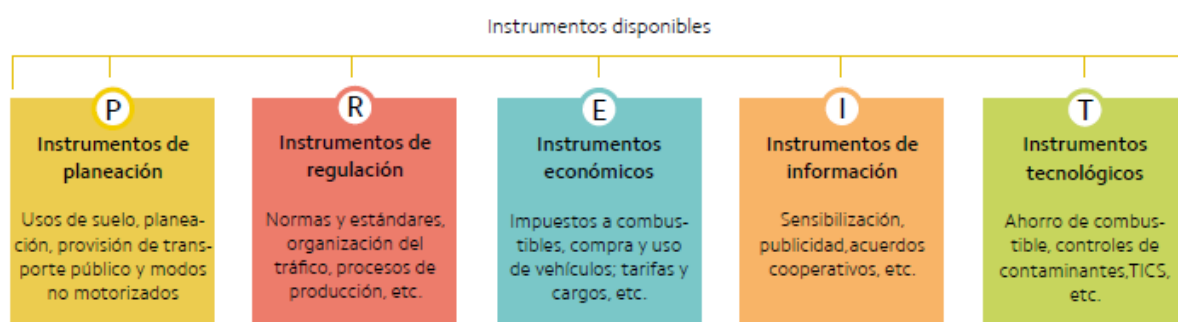 Instrumentos disponibles
P
Instrumentos de
planeación
Usos de suelo, planea-
ción, provisión de trans-
porte público y modos
no motorizados
R
Instrumentos de
regulación
Normas y estándares,
organización del
tráfico, procesos de
producción, etc.
E
Instrumentos
económicos
Impuestos a combus-
tibles, compra y uso
de vehículos; tarifas y
cargos, etc.
I
Instrumentos de
información
Sensibilización,
publicidad,acuerdos
cooperativos, etc.
T
Instrumentos
tecnológicos
Ahorro de combus-
tible, controles de
contaminantes,TICS,
etc.